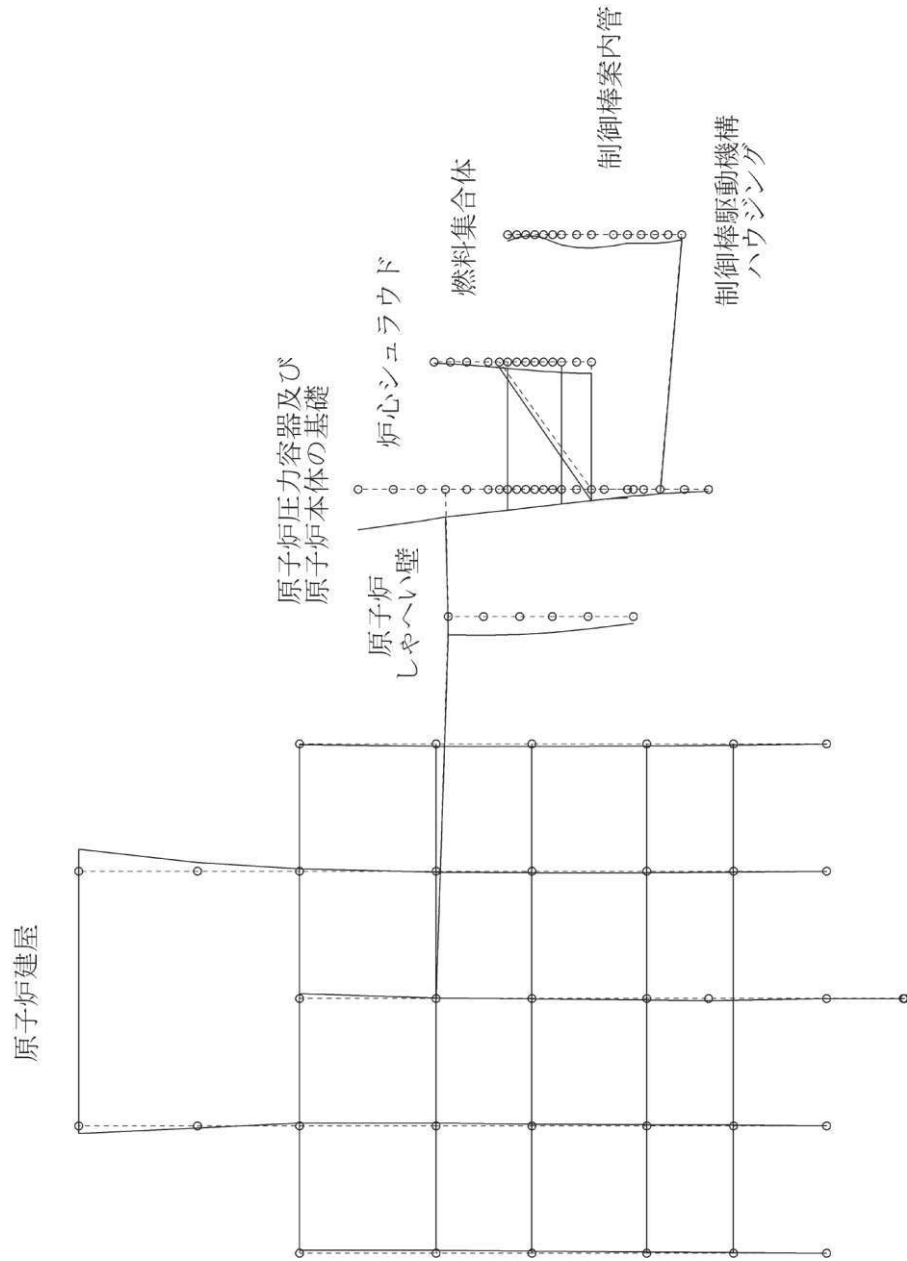 原子炉建屋
原子炉圧力容器及び
原子炉本体の基礎
原子炉
しゃへい壁
炉心シュラウド
燃料集合体
制御棒案内管
制御棒駆動機構
ハウジング